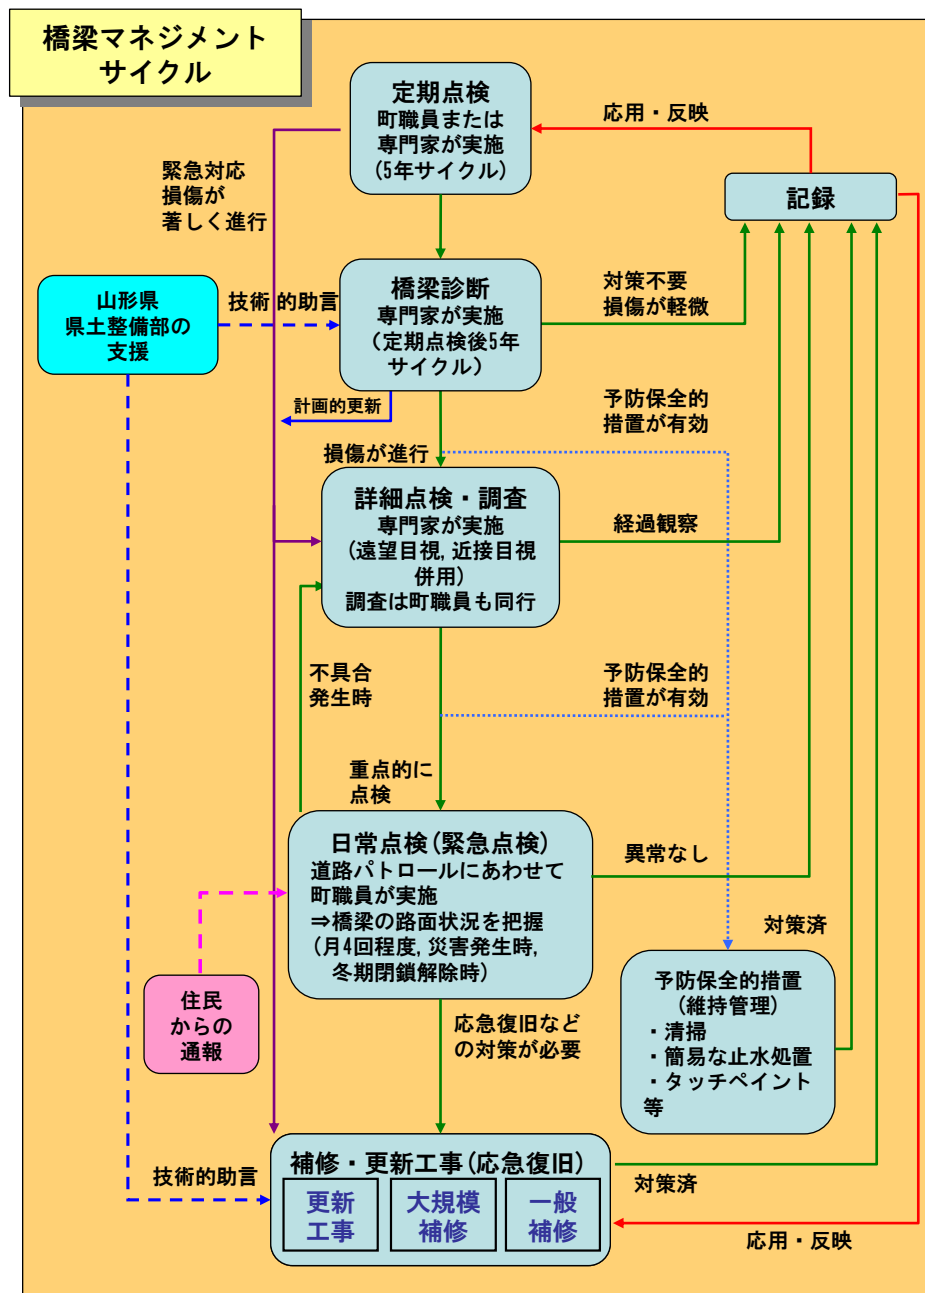 橋梁マネジメント
サイクル
定期点検
町職員または
専門家が実施
(5年サイクル)
応用・反映
緊急対応
損傷が
著しく進行
記録
山形県
県土整備部の
支援
技術的助言
橋梁診断
専門家が実施
(定期点検後5年
サイクル)
対策不要
損傷が軽微
計画的更新
予防保全的
措置が有効
損傷が進行
詳細点検・調査
専門家が実施
(遠望目視,近接目視
併用)
調査は町職員も同行
経過観察
不具合
発生時
予防保全的
措置が有効
重点的に
点検
日常点検(緊急点検)
道路パトロールにあわせて
町職員が実施
⇒橋梁の路面状況を把握
(月4回程度,災害発生時,
冬期閉鎖解除時)
異常なし
対策済
住民
からの
通報
応急復旧など
の対策が必要
予防保全的措置
(維持管理)
・清掃
・簡易な止水処置
・タッチペイント
等
補修・更新工事(応急復旧)
更新
工事
大規模
補修
一般
補修
技術的助言
対策済
応用・反映